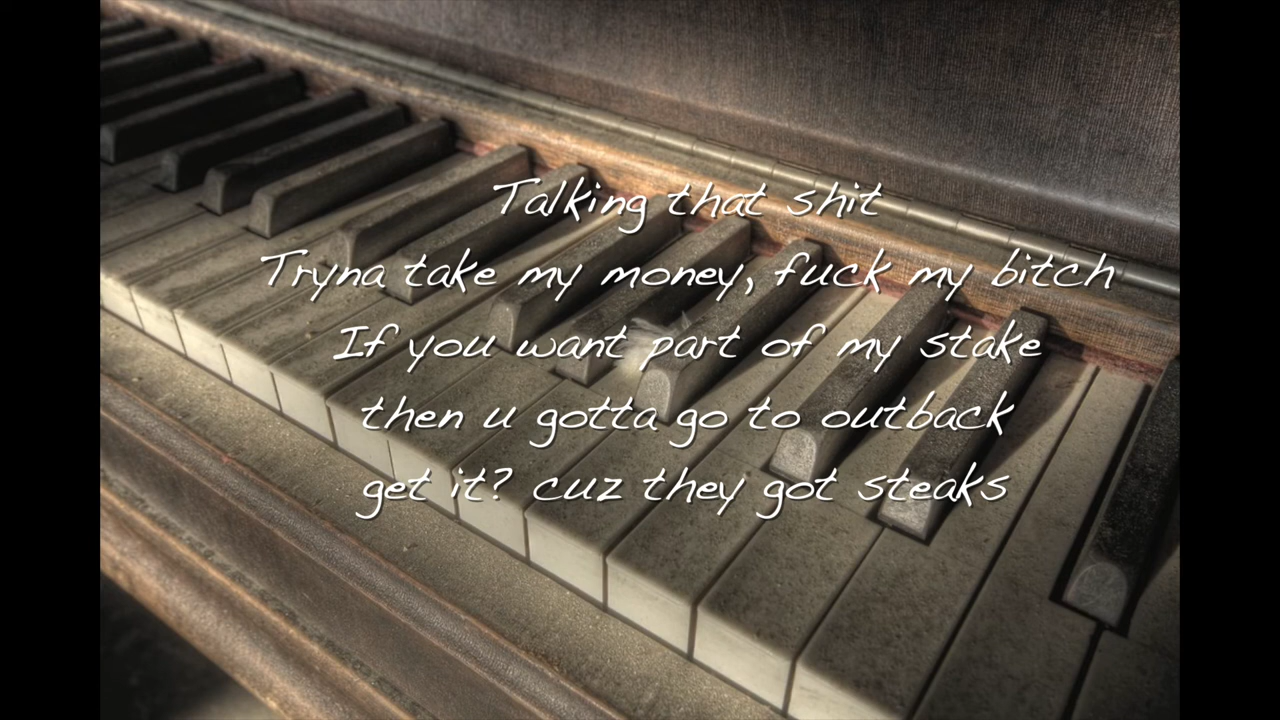 Talking that shit
Tryna take my money, fuck my bitch
If you want part of my stake
then u gotta go to outback
get it? cuz they got steaks